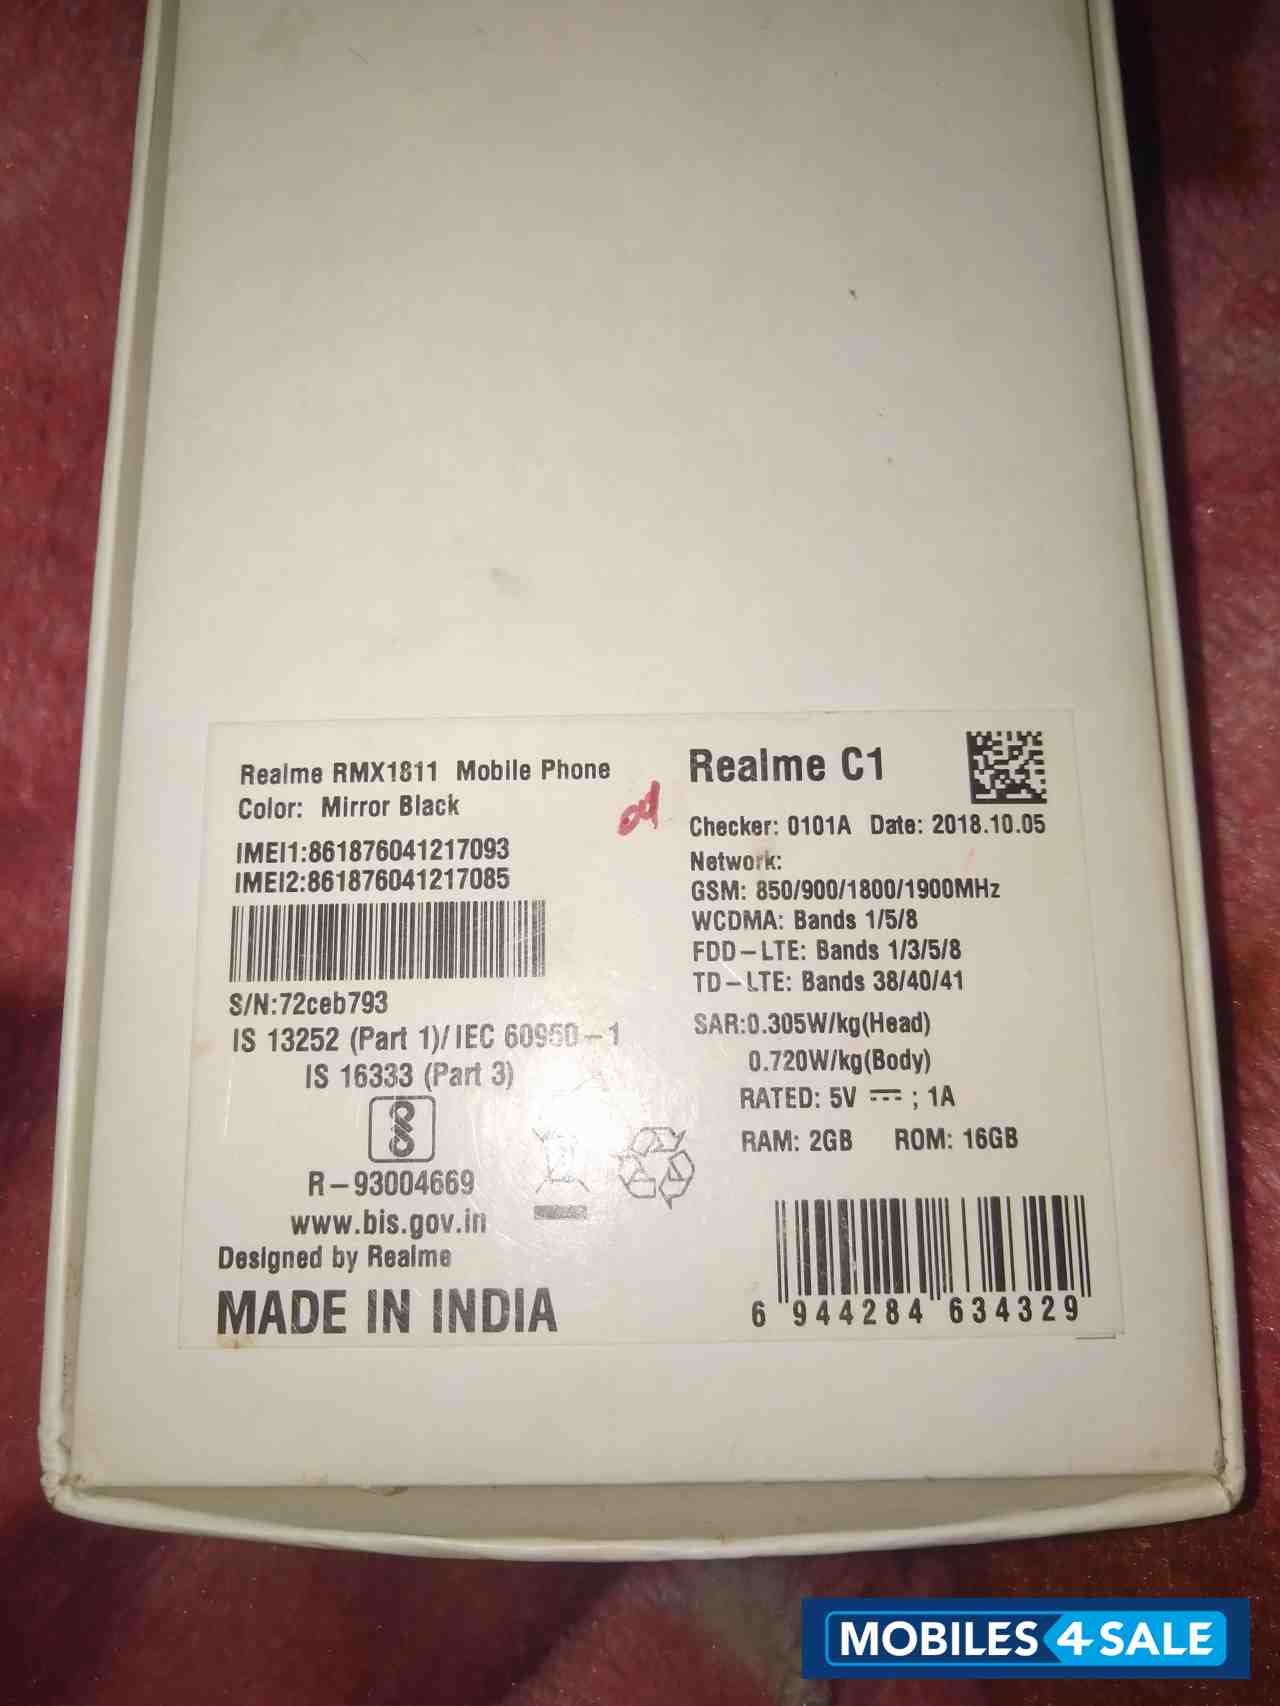 Realme RMX1811 Mobile Phone
Color: Mirror Black
IMEI1:861876041217093
IMEI2:861876041217085
S/N:72ceb793
IS 13252 (Part 1)/IEC 60950-1
IS 16333 (Part 3)
R-93004669
www.bis.gov.in
Designed by Realme
MADE IN INDIA
Realme C1
Checker: 0101A Date: 2018.10.05
Network:
GSM: 850/900/1800/1900MHz
WCDMA: Bands 1/5/8
FDD-LTE: Bands 1/3/5/8
TD-LTE: Bands 38/40/41
SAR:0.305W/kg(Head)
0.720W/kg(Body)
RATED: 5V ⎓ ; 1A
RAM: 2GB ROM: 16GB
6 944284 634329
MOBILES4SALE